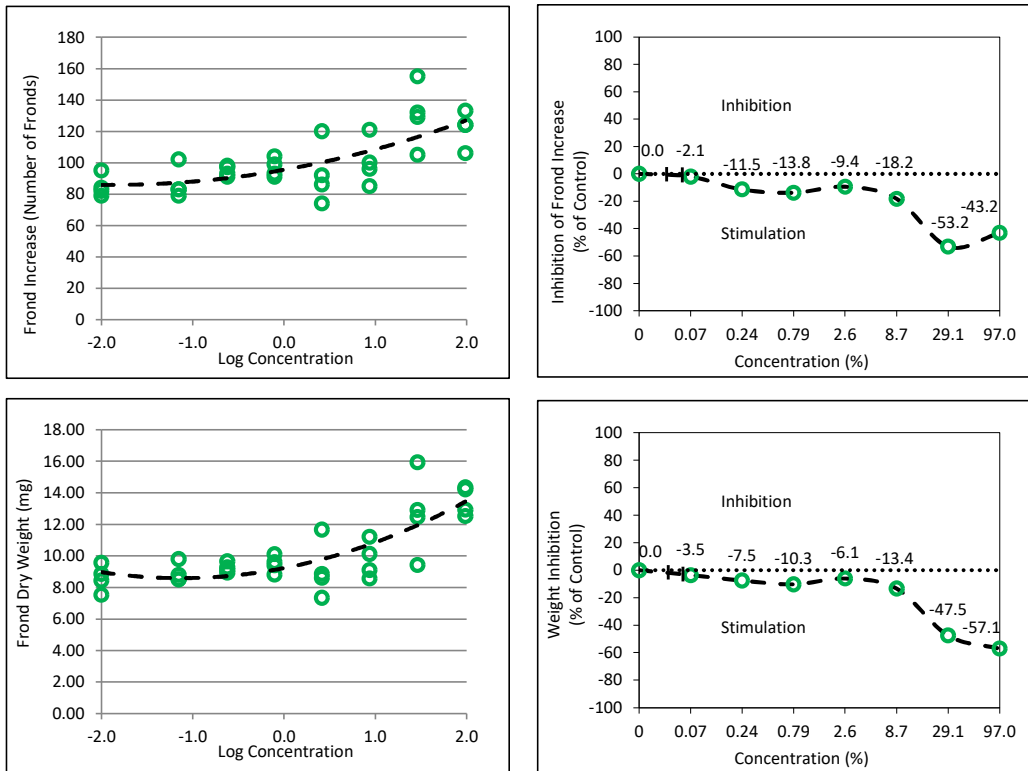 Frond Increase (Number of Fronds)
180
160
140
120
100
80
60
40
20
0
-2.0 -1.0 0.0 1.0 2.0
Log Concentration
Inhibition of Frond Increase
(% of Control)
100
80
60
40
20
0
-20
-40
-60
-80
-100
Inhibition
0.0 -2.1 -11.5 -13.8 -9.4 -18.2 -53.2 -43.2
Stimulation
0 0.07 0.24 0.79 2.6 8.7 29.1 97.0
Concentration (%)
Frond Dry Weight (mg)
18.00
16.00
14.00
12.00
10.00
8.00
6.00
4.00
2.00
0.00
-2.0 -1.0 0.0 1.0 2.0
Log Concentration
Weight Inhibition
(% of Control)
100
80
60
40
20
0
-20
-40
-60
-80
-100
Inhibition
0.0 -3.5 -7.5 -10.3 -6.1 -13.4 -47.5 -57.1
Stimulation
0 0.07 0.24 0.79 2.6 8.7 29.1 97.0
Concentration (%)